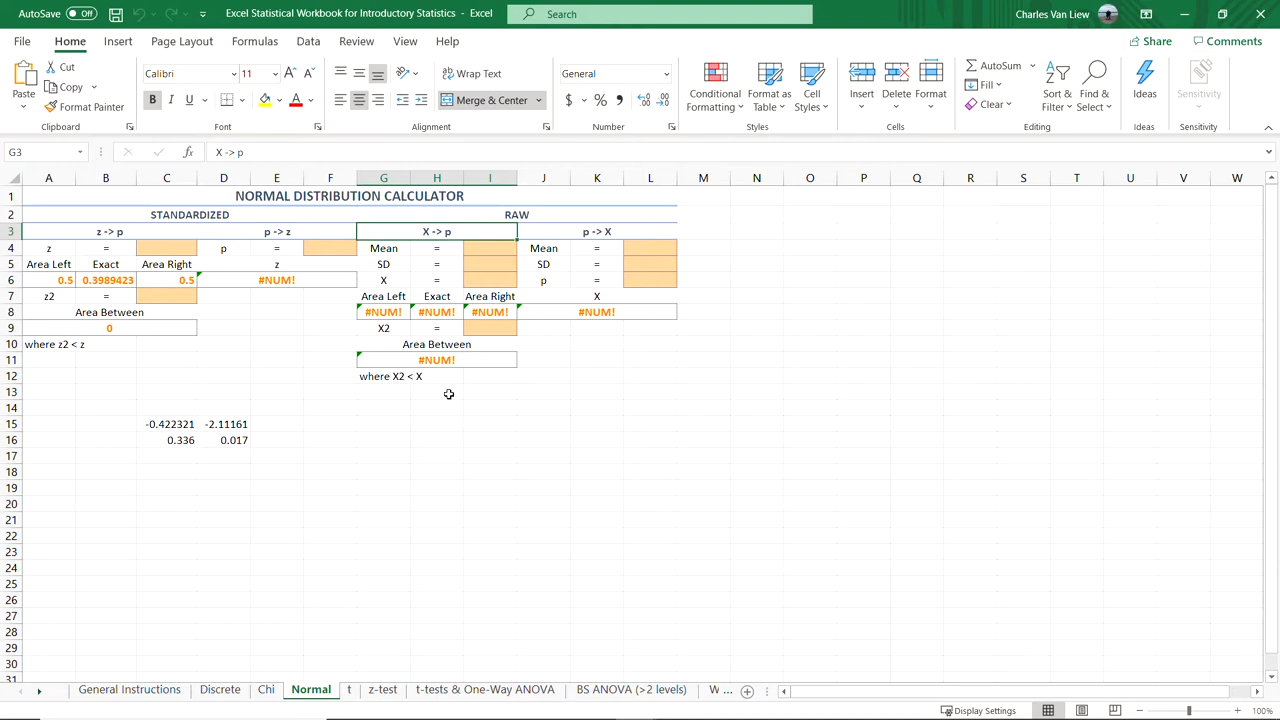 AutoSave Off Excel Statistical Workbook for Introductory Statistics - Excel Search Charles Van Liew
File Home Insert Page Layout Formulas Data Review View Help Share Comments
Paste Cut Copy Format Painter
Calibri 11 B I U
Wrap Text Merge & Center
General $ % ,
Conditional Formatting Format as Table Cell Styles
Insert Delete Format
AutoSum Fill Clear Sort & Filter Find & Select
Ideas Sensitivity
Clipboard Font Alignment Number Styles Cells Editing Ideas Sensitivity
G3 fx X -> p
A B C D E F G H I J K L M N O P Q R S T U V W
1 NORMAL DISTRIBUTION CALCULATOR
2 STANDARDIZED RAW
3 z -> p p -> z X -> p p -> X
4 z = p = Mean = Mean =
5 Area Left Exact Area Right z SD = SD =
6 0.5 0.3989423 0.5 #NUM! X = p =
7 z2 = Area Left Exact Area Right X
8 Area Between #NUM! #NUM! #NUM! #NUM!
9 0 X2 =
10 where z2 < z Area Between
11 #NUM!
12 where X2 < X
13
14
15 -0.422321 -2.11161
16 0.336 0.017
17
18
19
20
21
22
23
24
25
26
27
28
29
30
31
General Instructions Discrete Chi Normal t z-test t-tests & One-Way ANOVA BS ANOVA (>2 levels) W ...
Display Settings 100%